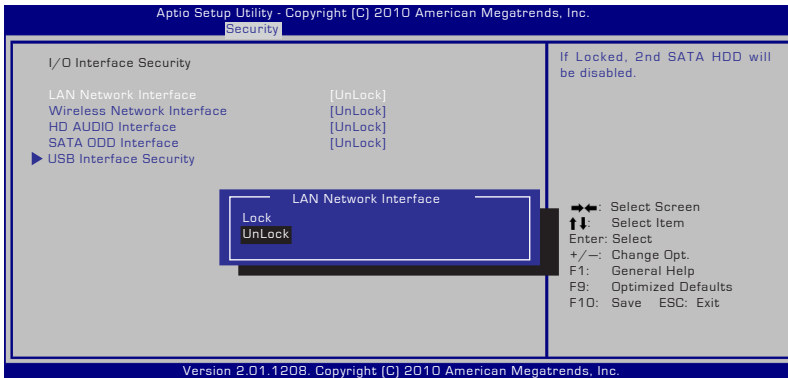 Aptio Setup Utility - Copyright (C) 2010 American Megatrends, Inc.
Security
I/O Interface Security
LAN Network Interface [UnLock]
Wireless Network Interface [UnLock]
HD AUDIO Interface [UnLock]
SATA ODD Interface [UnLock]
USB Interface Security
LAN Network Interface
Lock
UnLock
If Locked, 2nd SATA HDD will
be disabled.
→←: Select Screen
↑↓: Select Item
Enter: Select
+/—: Change Opt.
F1: General Help
F9: Optimized Defaults
F10: Save ESC: Exit
Version 2.01.1208. Copyright (C) 2010 American Megatrends, Inc.